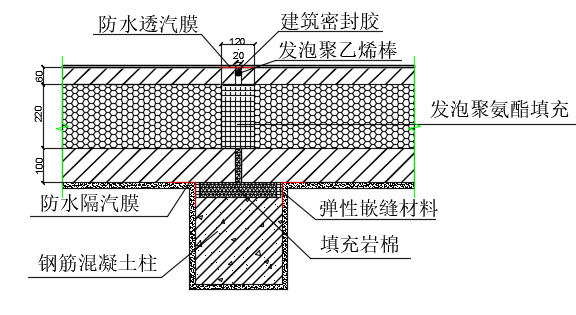 防水透汽膜
建筑密封胶
120
20
发泡聚乙烯棒
60
220
发泡聚氨酯填充
100
防水隔汽膜
弹性嵌缝材料
填充岩棉
钢筋混凝土柱